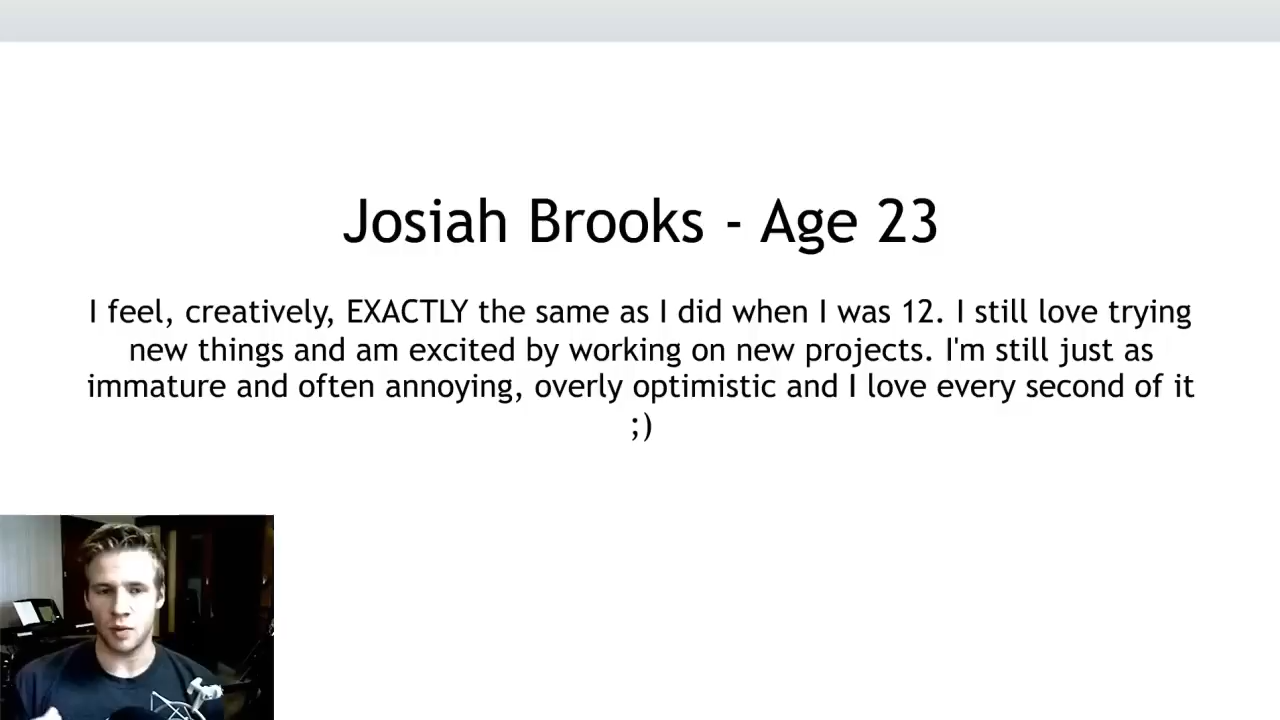 Josiah Brooks - Age 23
I feel, creatively, EXACTLY the same as I did when I was 12. I still love trying
new things and am excited by working on new projects. I'm still just as
immature and often annoying, overly optimistic and I love every second of it
;)